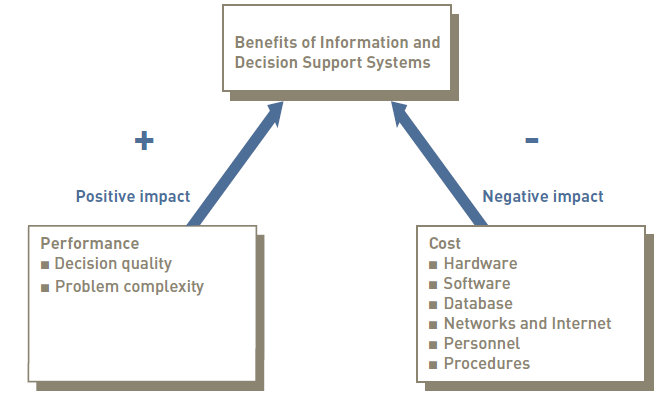 Benefits of Information and
Decision Support Systems
+
-
Positive impact
Negative impact
Performance
■ Decision quality
■ Problem complexity
Cost
■ Hardware
■ Software
■ Database
■ Networks and Internet
■ Personnel
■ Procedures